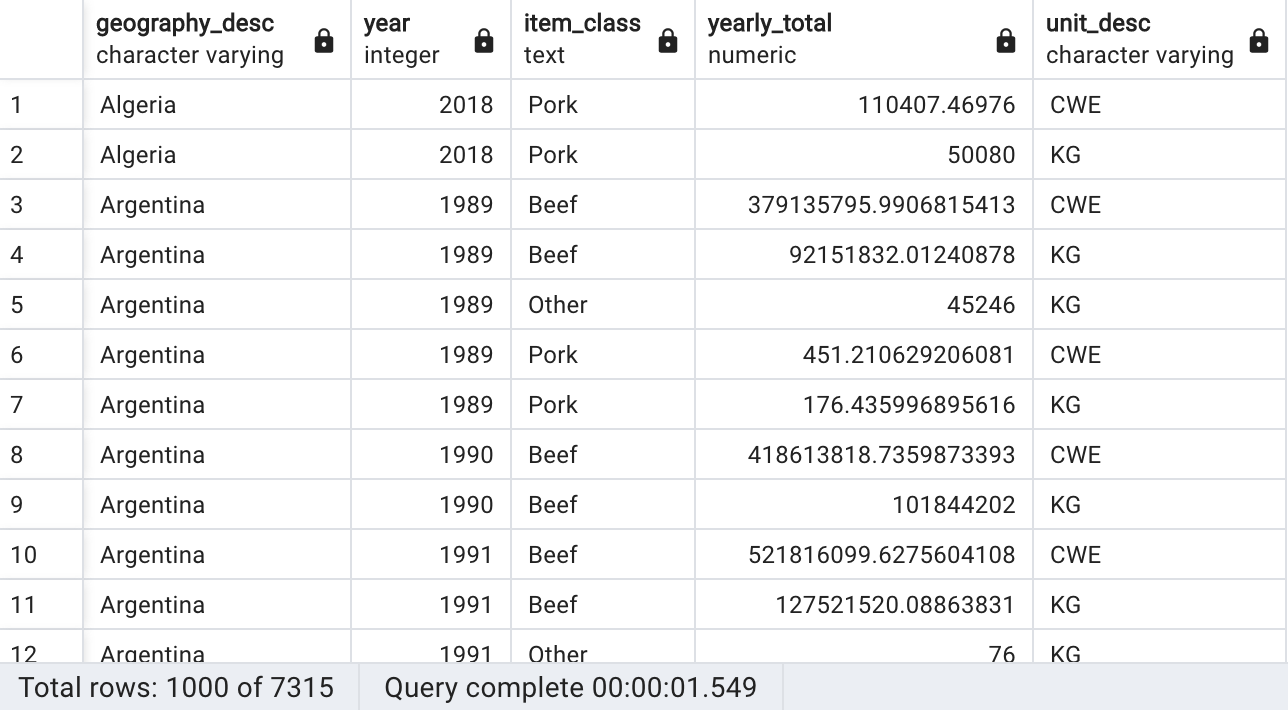 geography_desc year item_class yearly_total unit_desc
character varying integer text numeric character varying
1 Algeria 2018 Pork 110407.46976 CWE
2 Algeria 2018 Pork 50080 KG
3 Argentina 1989 Beef 379135795.9906815413 CWE
4 Argentina 1989 Beef 92151832.01240878 KG
5 Argentina 1989 Other 45246 KG
6 Argentina 1989 Pork 451.210629206081 CWE
7 Argentina 1989 Pork 176.435996895616 KG
8 Argentina 1990 Beef 418613818.7359873393 CWE
9 Argentina 1990 Beef 101844202 KG
10 Argentina 1991 Beef 521816099.6275604108 CWE
11 Argentina 1991 Beef 127521520.08863831 KG
12 Argentina 1991 Other 76 KG
Total rows: 1000 of 7315 Query complete 00:00:01.549